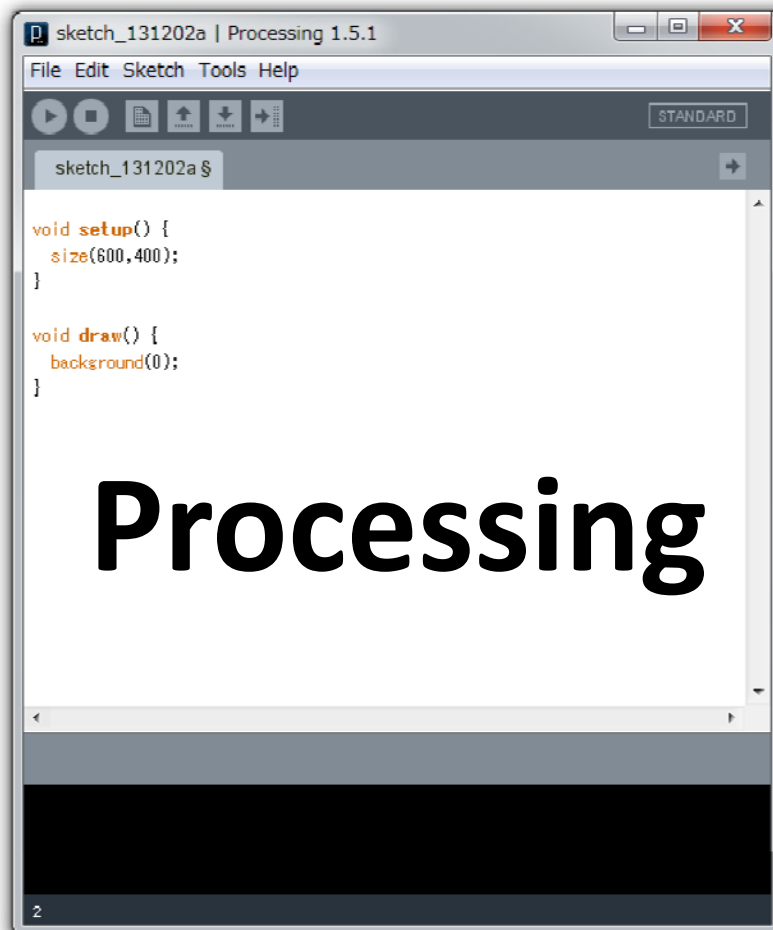 sketch_131202a | Processing 1.5.1
File Edit Sketch Tools Help
STANDARD
sketch_131202a §
void setup() {
  size(600,400);
}
void draw() {
  background(0);
}
Processing
2